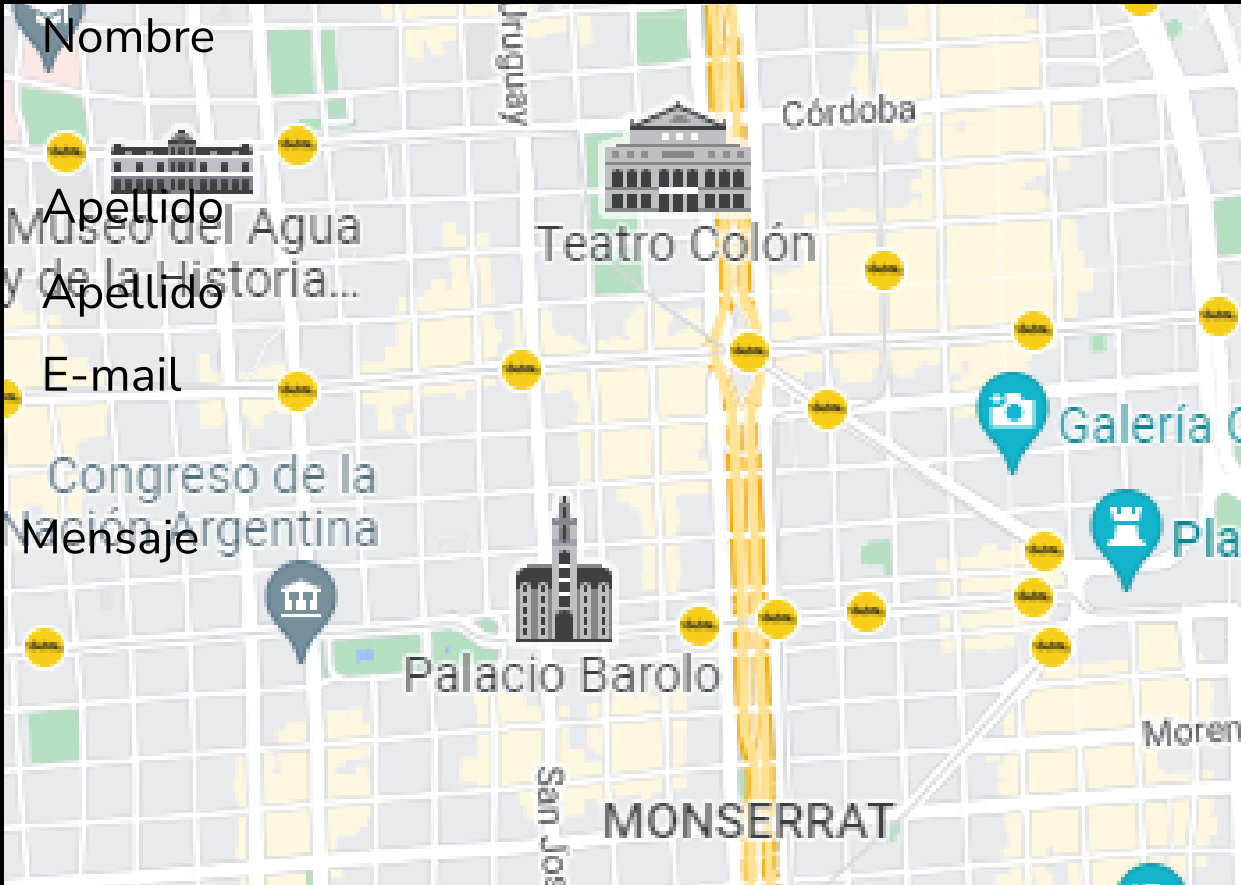 Nombre
Uruguay
Córdoba
Apellido
Museo del Agua
y de la Historia...
Teatro Colón
Apellido
E-mail
Galería
Congreso de la
Nación Argentina
Mensaje
Pla
Palacio Barolo
Moren
San Jos
MONSERRAT